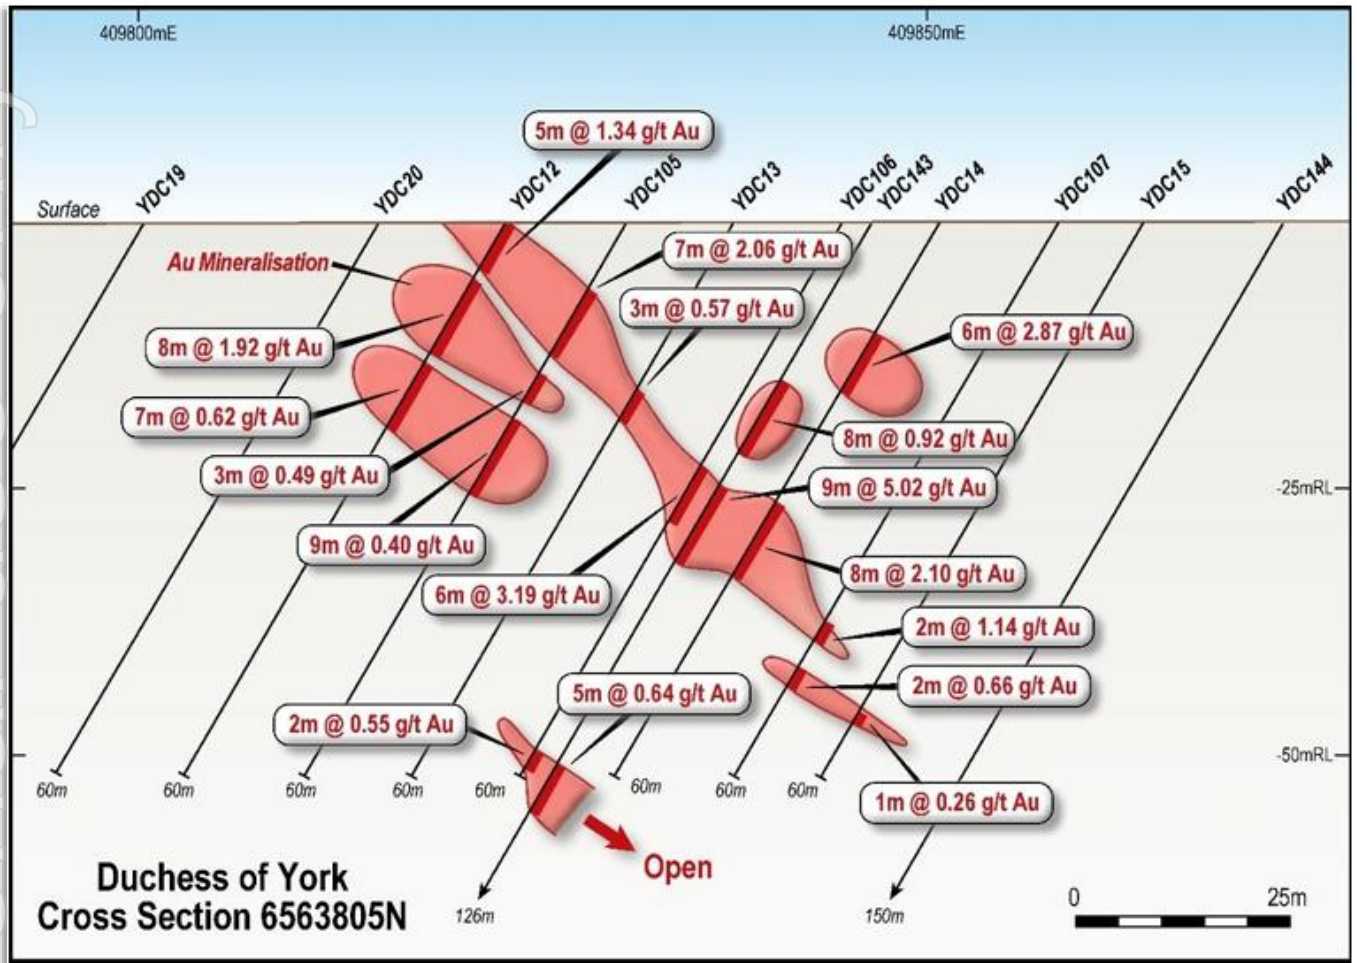 409800mE
409850mE
5m @ 1.34 g/t Au
YDC19
YDC20
YDC12
YDC105
YDC13
YDC106
YDC143
YDC14
YDC107
YDC15
YDC144
Surface
Au Mineralisation
7m @ 2.06 g/t Au
3m @ 0.57 g/t Au
6m @ 2.87 g/t Au
8m @ 1.92 g/t Au
7m @ 0.62 g/t Au
8m @ 0.92 g/t Au
3m @ 0.49 g/t Au
9m @ 5.02 g/t Au
-25mRL
9m @ 0.40 g/t Au
8m @ 2.10 g/t Au
6m @ 3.19 g/t Au
2m @ 1.14 g/t Au
5m @ 0.64 g/t Au
2m @ 0.66 g/t Au
2m @ 0.55 g/t Au
-50mRL
60m
60m
60m
60m
60m
60m
60m
60m
1m @ 0.26 g/t Au
Open
Duchess of York
Cross Section 6563805N
126m
150m
0
25m